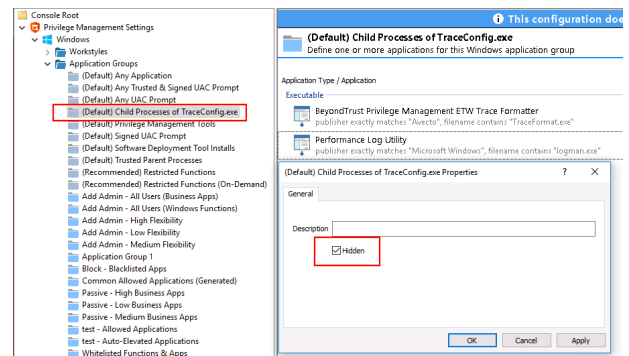 Console Root
Privilege Management Settings
Windows
Workstyles
Application Groups
(Default) Any Application
(Default) Any Trusted & Signed UAC Prompt
(Default) Any UAC Prompt
(Default) Child Processes of TraceConfig.exe
(Default) Privilege Management Tools
(Default) Signed UAC Prompt
(Default) Software Deployment Tool Installs
(Default) Trusted Parent Processes
(Recommended) Restricted Functions
(Recommended) Restricted Functions (On-Demand)
Add Admin - All Users (Business Apps)
Add Admin - All Users (Windows Functions)
Add Admin - High Flexibility
Add Admin - Low Flexibility
Add Admin - Medium Flexibility
Application Group 1
Block - Blacklisted Apps
Common Allowed Applications (Generated)
Passive - High Business Apps
Passive - Low Business Apps
Passive - Medium Business Apps
test - Allowed Applications
test - Auto-Elevated Applications
Whitelisted Functions & Apps
This configuration doe
(Default) Child Processes of TraceConfig.exe
Define one or more applications for this Windows application group
Application Type / Application
Executable
BeyondTrust Privilege Management ETW Trace Formatter
publisher exactly matches "Avecto", filename contains "TraceFormat.exe"
Performance Log Utility
publisher exactly matches "Microsoft Windows", filename contains "logman.exe"
(Default) Child Processes of TraceConfig.exe Properties
General
Description
Hidden
OK Cancel Apply